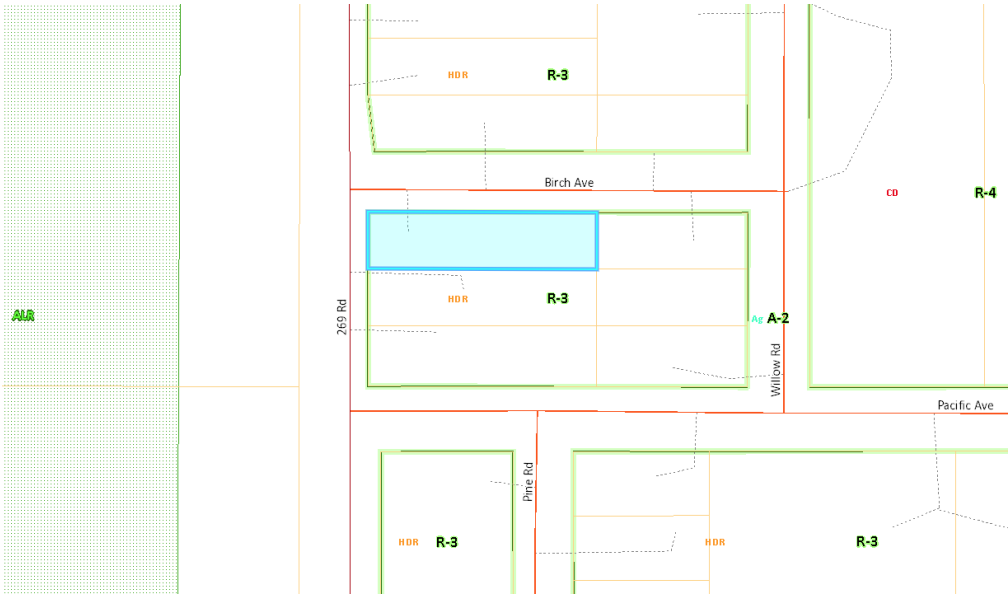 HDR R-3
Birch Ave
CD R-4
269 Rd
HDR R-3
ALR
Ag A-2
Willow Rd
Pacific Ave
Pine Rd
HDR R-3
HDR R-3